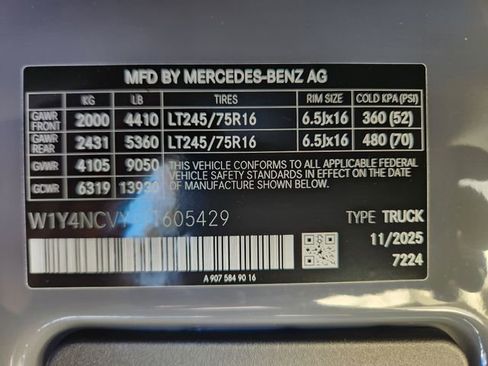 MFD BY MERCEDES-BENZ AG
KG LB TIRES RIM SIZE COLD KPA (PSI)
GAWR FRONT 2000 4410 LT245/75R16 6.5Jx16 360 (52)
GAWR REAR 2431 5360 LT245/75R16 6.5Jx16 480 (70)
GVWR 4105 9050 THIS VEHICLE CONFORMS TO ALL APPLICABLE FEDERAL
GCWR 6319 13930 VEHICLE SAFETY STANDARDS IN EFFECT ON THE
DATE OF MANUFACTURE SHOWN ABOVE.
TYPE TRUCK
11/2025
7224
A 907 584 90 16